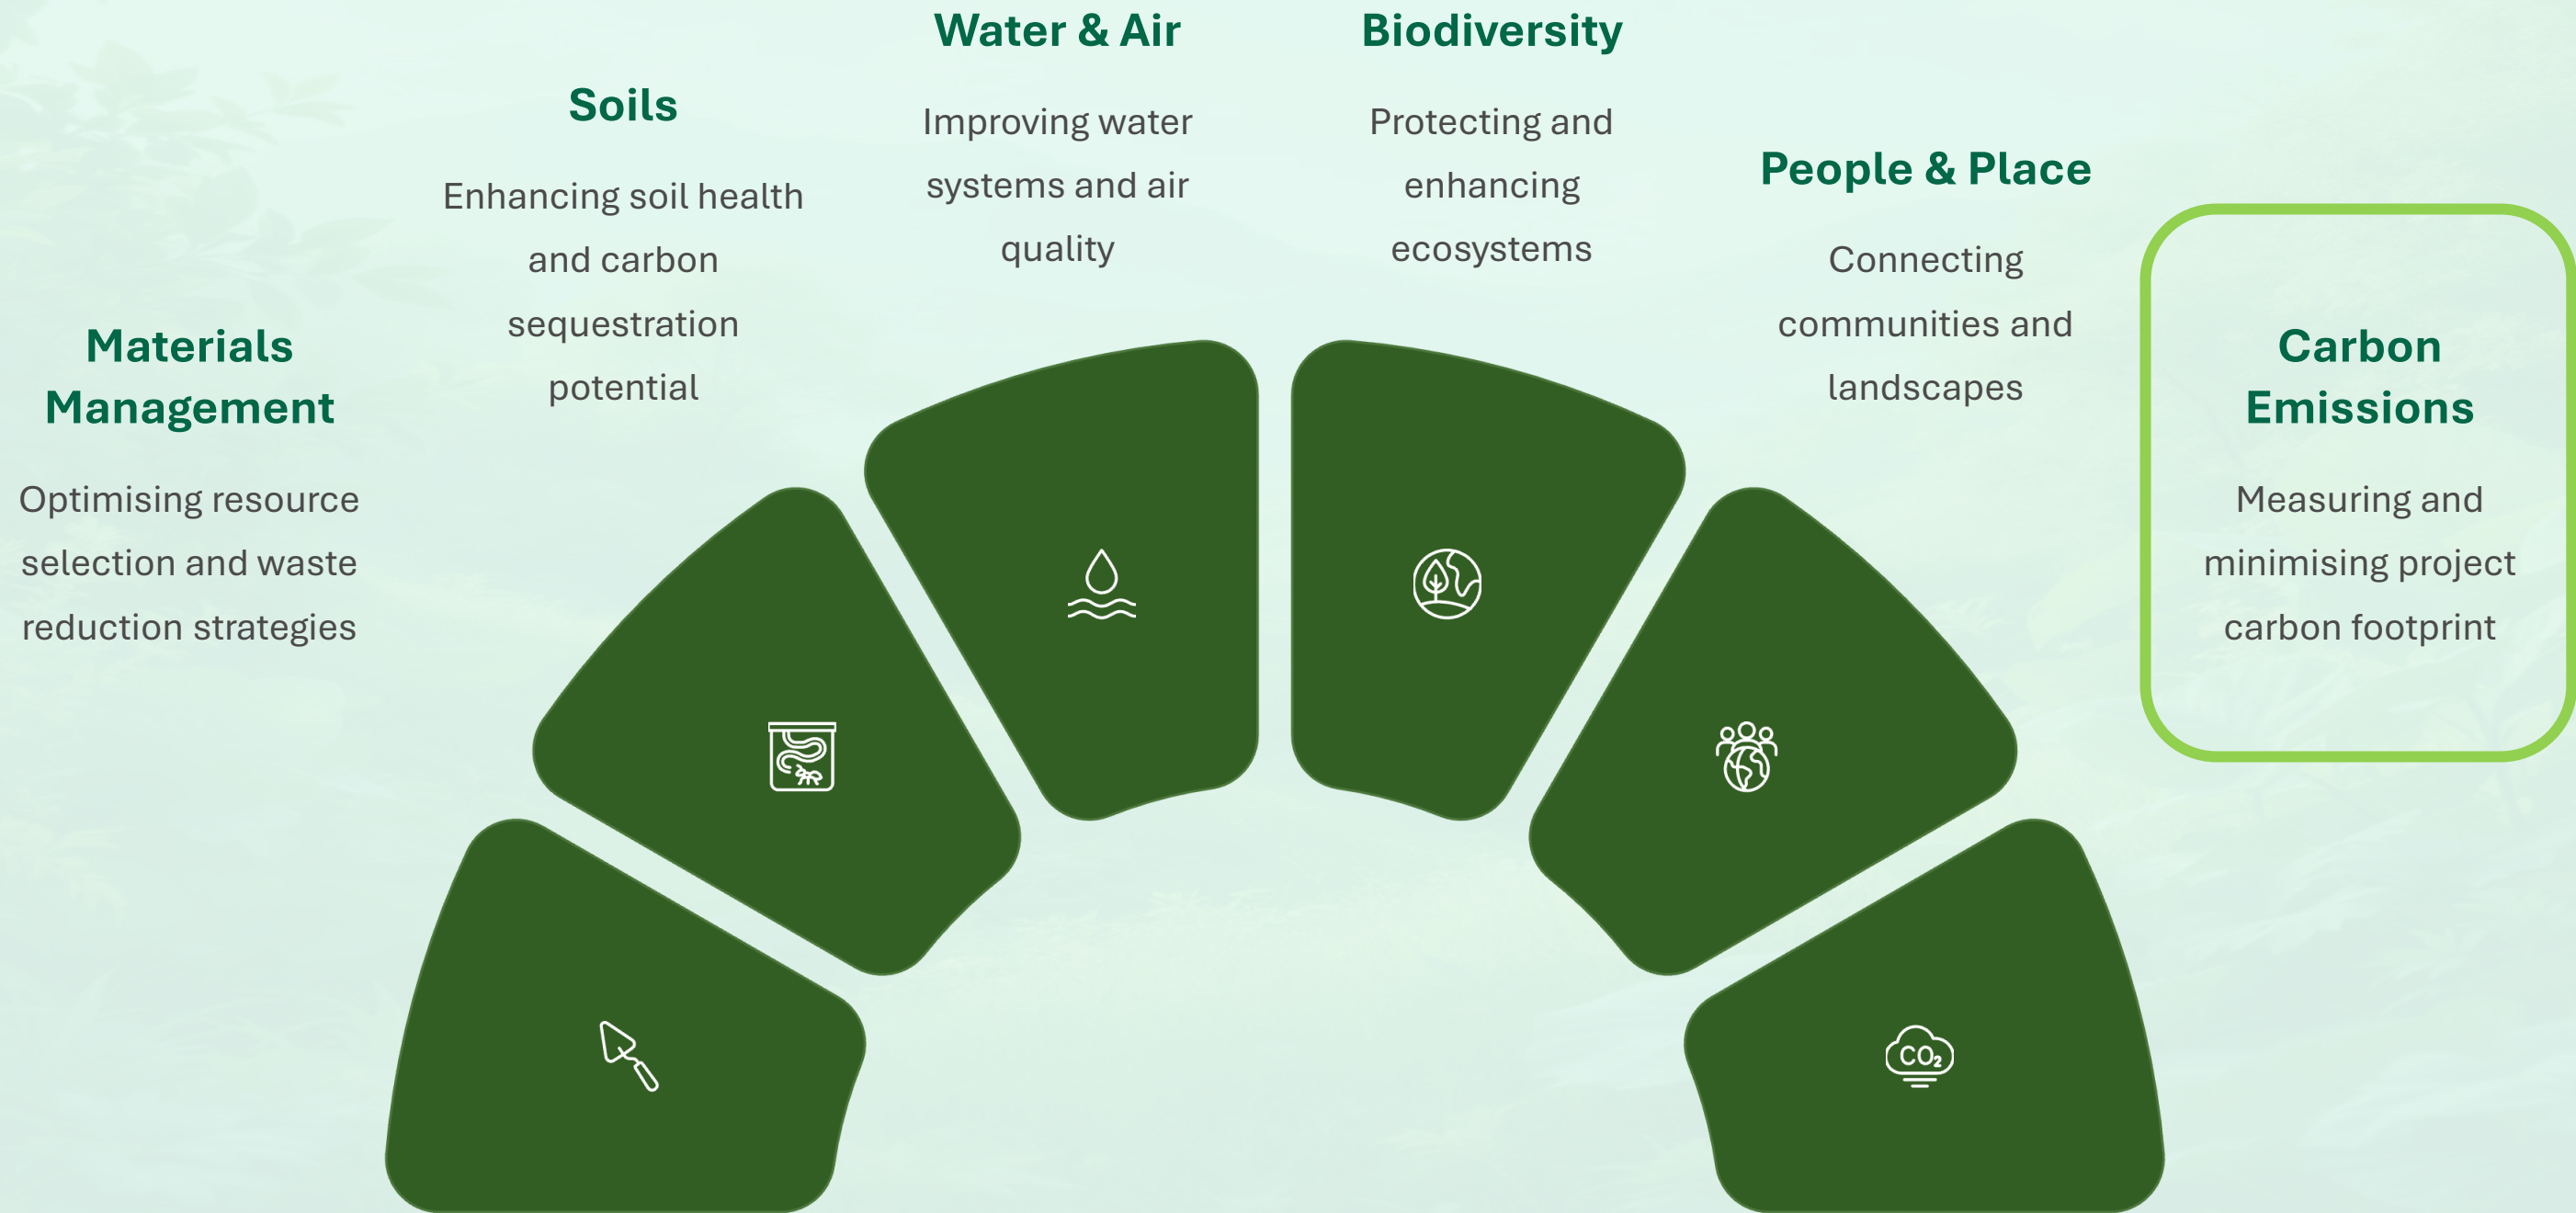 Materials
Management
Optimising resource
selection and waste
reduction strategies
Soils
Enhancing soil health
and carbon
sequestration
potential
Water & Air
Improving water
systems and air
quality
Biodiversity
Protecting and
enhancing
ecosystems
People & Place
Connecting
communities and
landscapes
Carbon
Emissions
Measuring and
minimising project
carbon footprint
CO₂